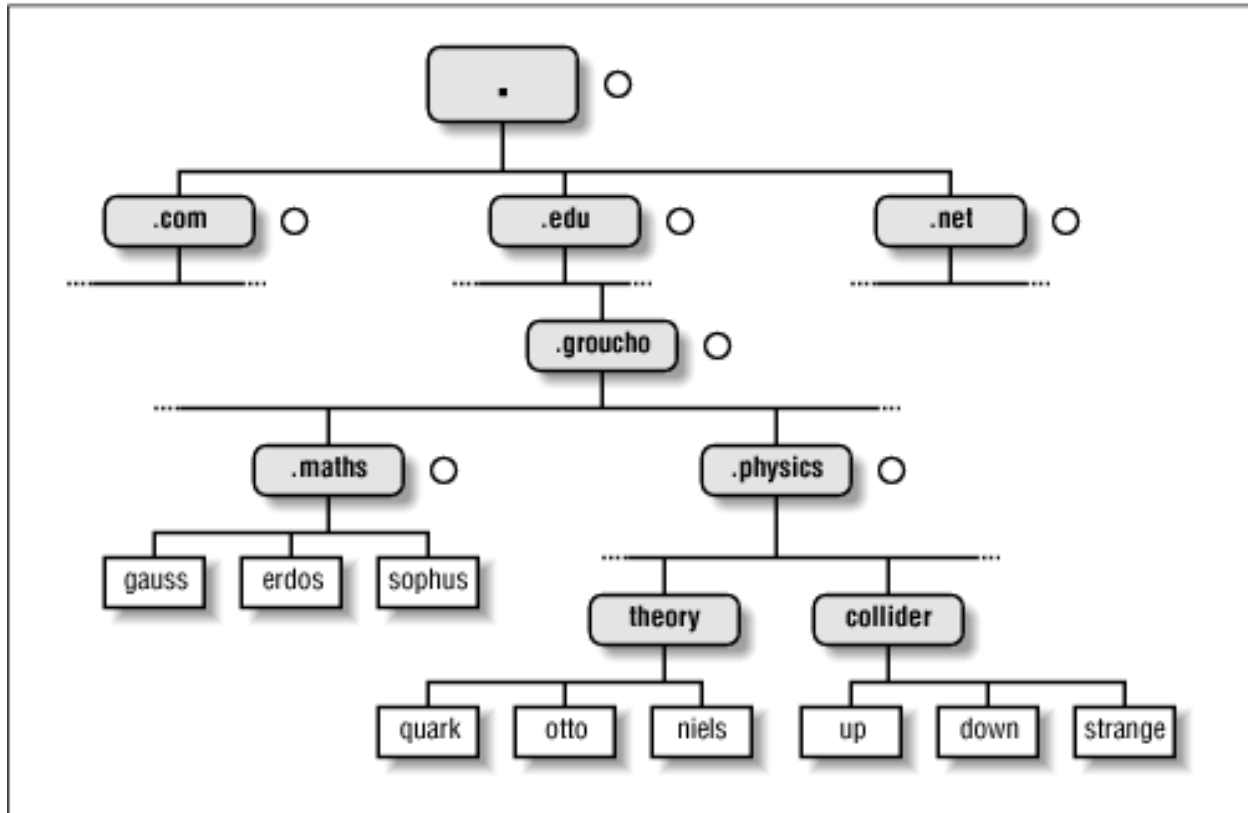 .
.com .edu .net
.groucho
.maths .physics
gauss erdos sophus
theory collider
quark otto niels up down strange